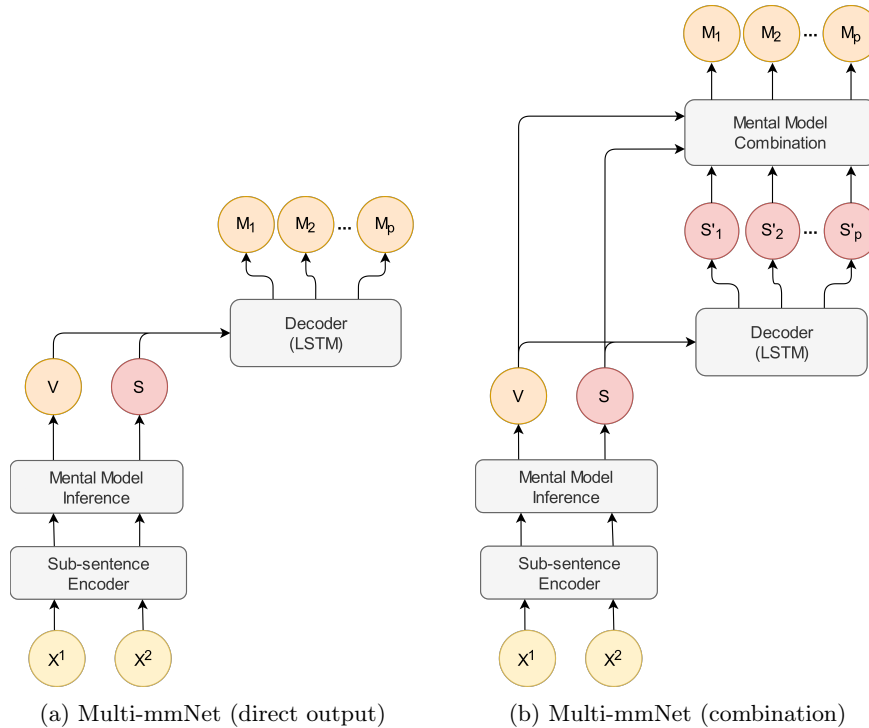 M₁ M₂ ... Mₚ
Decoder
(LSTM)
V S
Mental Model
Inference
Sub-sentence
Encoder
X¹ X²
(a) Multi-mmNet (direct output)
M₁ M₂ ... Mₚ
Mental Model
Combination
S'₁ S'₂ ... S'ₚ
Decoder
(LSTM)
V S
Mental Model
Inference
Sub-sentence
Encoder
X¹ X²
(b) Multi-mmNet (combination)